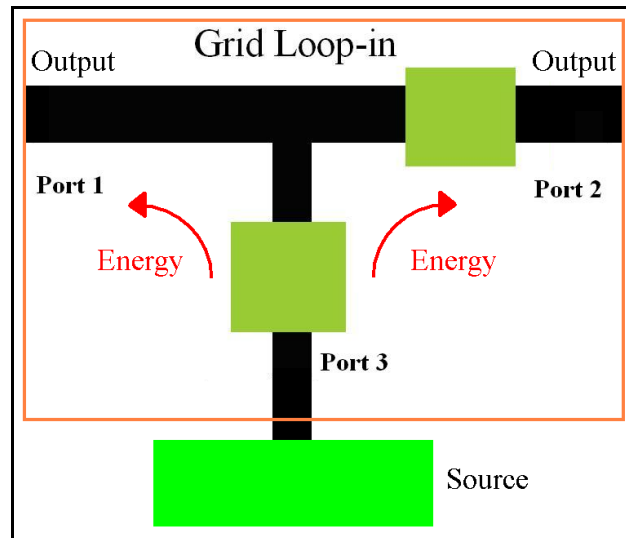 Grid Loop-in
Output
Output
Port 1
Port 2
Energy
Energy
Port 3
Source